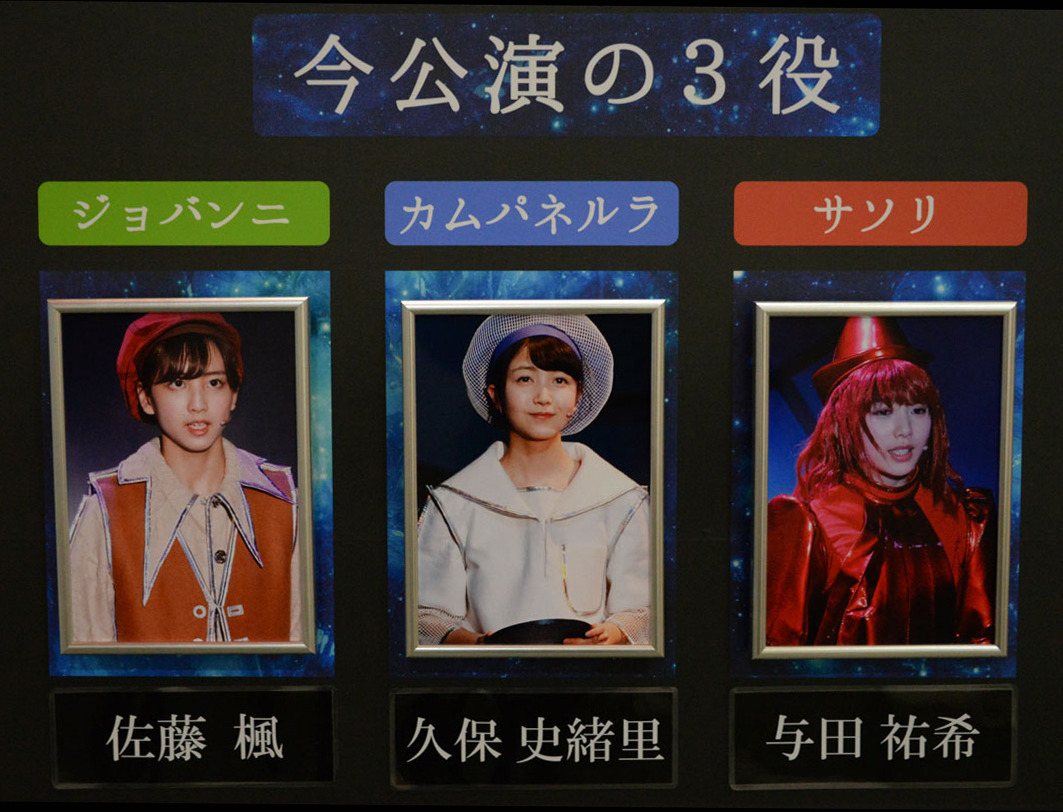 今公演の3役
ジョバンニ
カムパネルラ
サソリ
佐藤 楓
久保 史緒里
与田 祐希